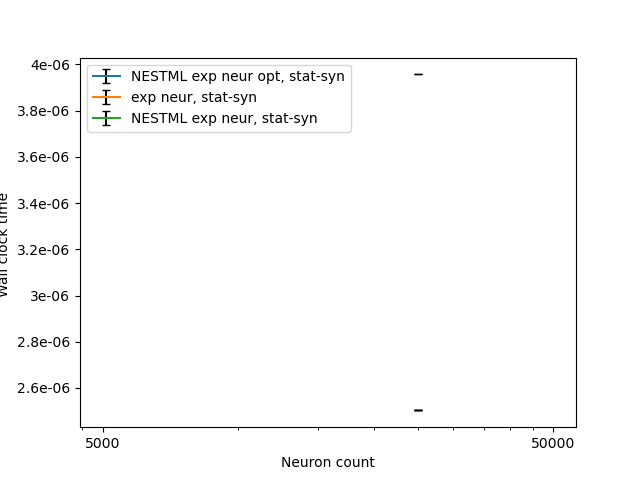 4e-06
3.8e-06
3.6e-06
3.4e-06
3.2e-06
3e-06
2.8e-06
2.6e-06
Wall clock time
NESTML exp neur opt, stat-syn
exp neur, stat-syn
NESTML exp neur, stat-syn
5000
50000
Neuron count